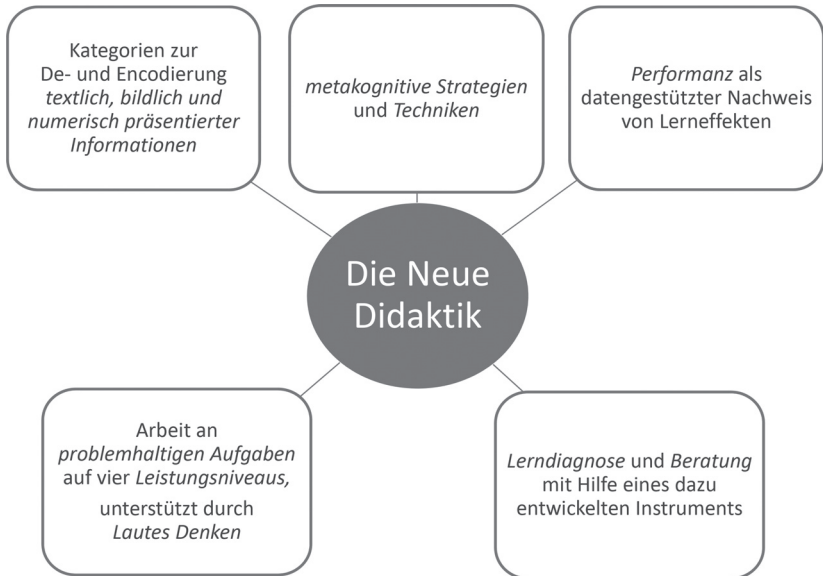 Kategorien zur
De- und Encodierung
textlich, bildlich und
numerisch präsentierter
Informationen
metakognitive Strategien
und Techniken
Performanz als
datengestützter Nachweis
von Lerneffekten
Die Neue
Didaktik
Arbeit an
problemhaltigen Aufgaben
auf vier Leistungsniveaus,
unterstützt durch
Lautes Denken
Lerndiagnose und Beratung
mit Hilfe eines dazu
entwickelten Instruments